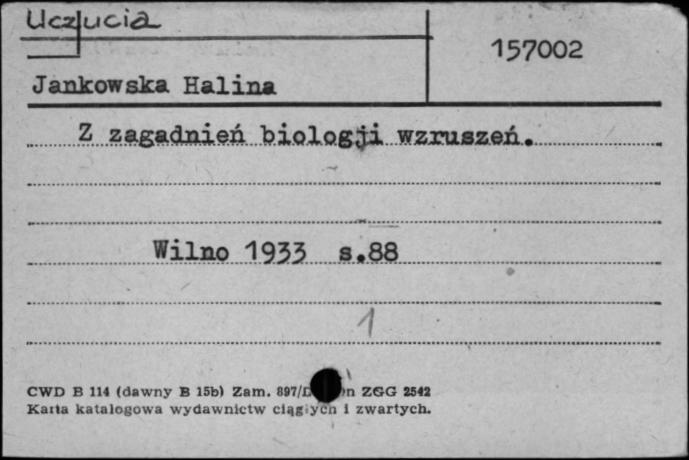 Uczucia
157002
Jankowska Halina
Z zagadnień biologji wzruszeń.
Wilno 1933 s.88
1
CWD B 114 (dawny B 15b) Zam. 897/D n ZGG 2542
Karta katalogowa wydawnictw ciągłych i zwartych.